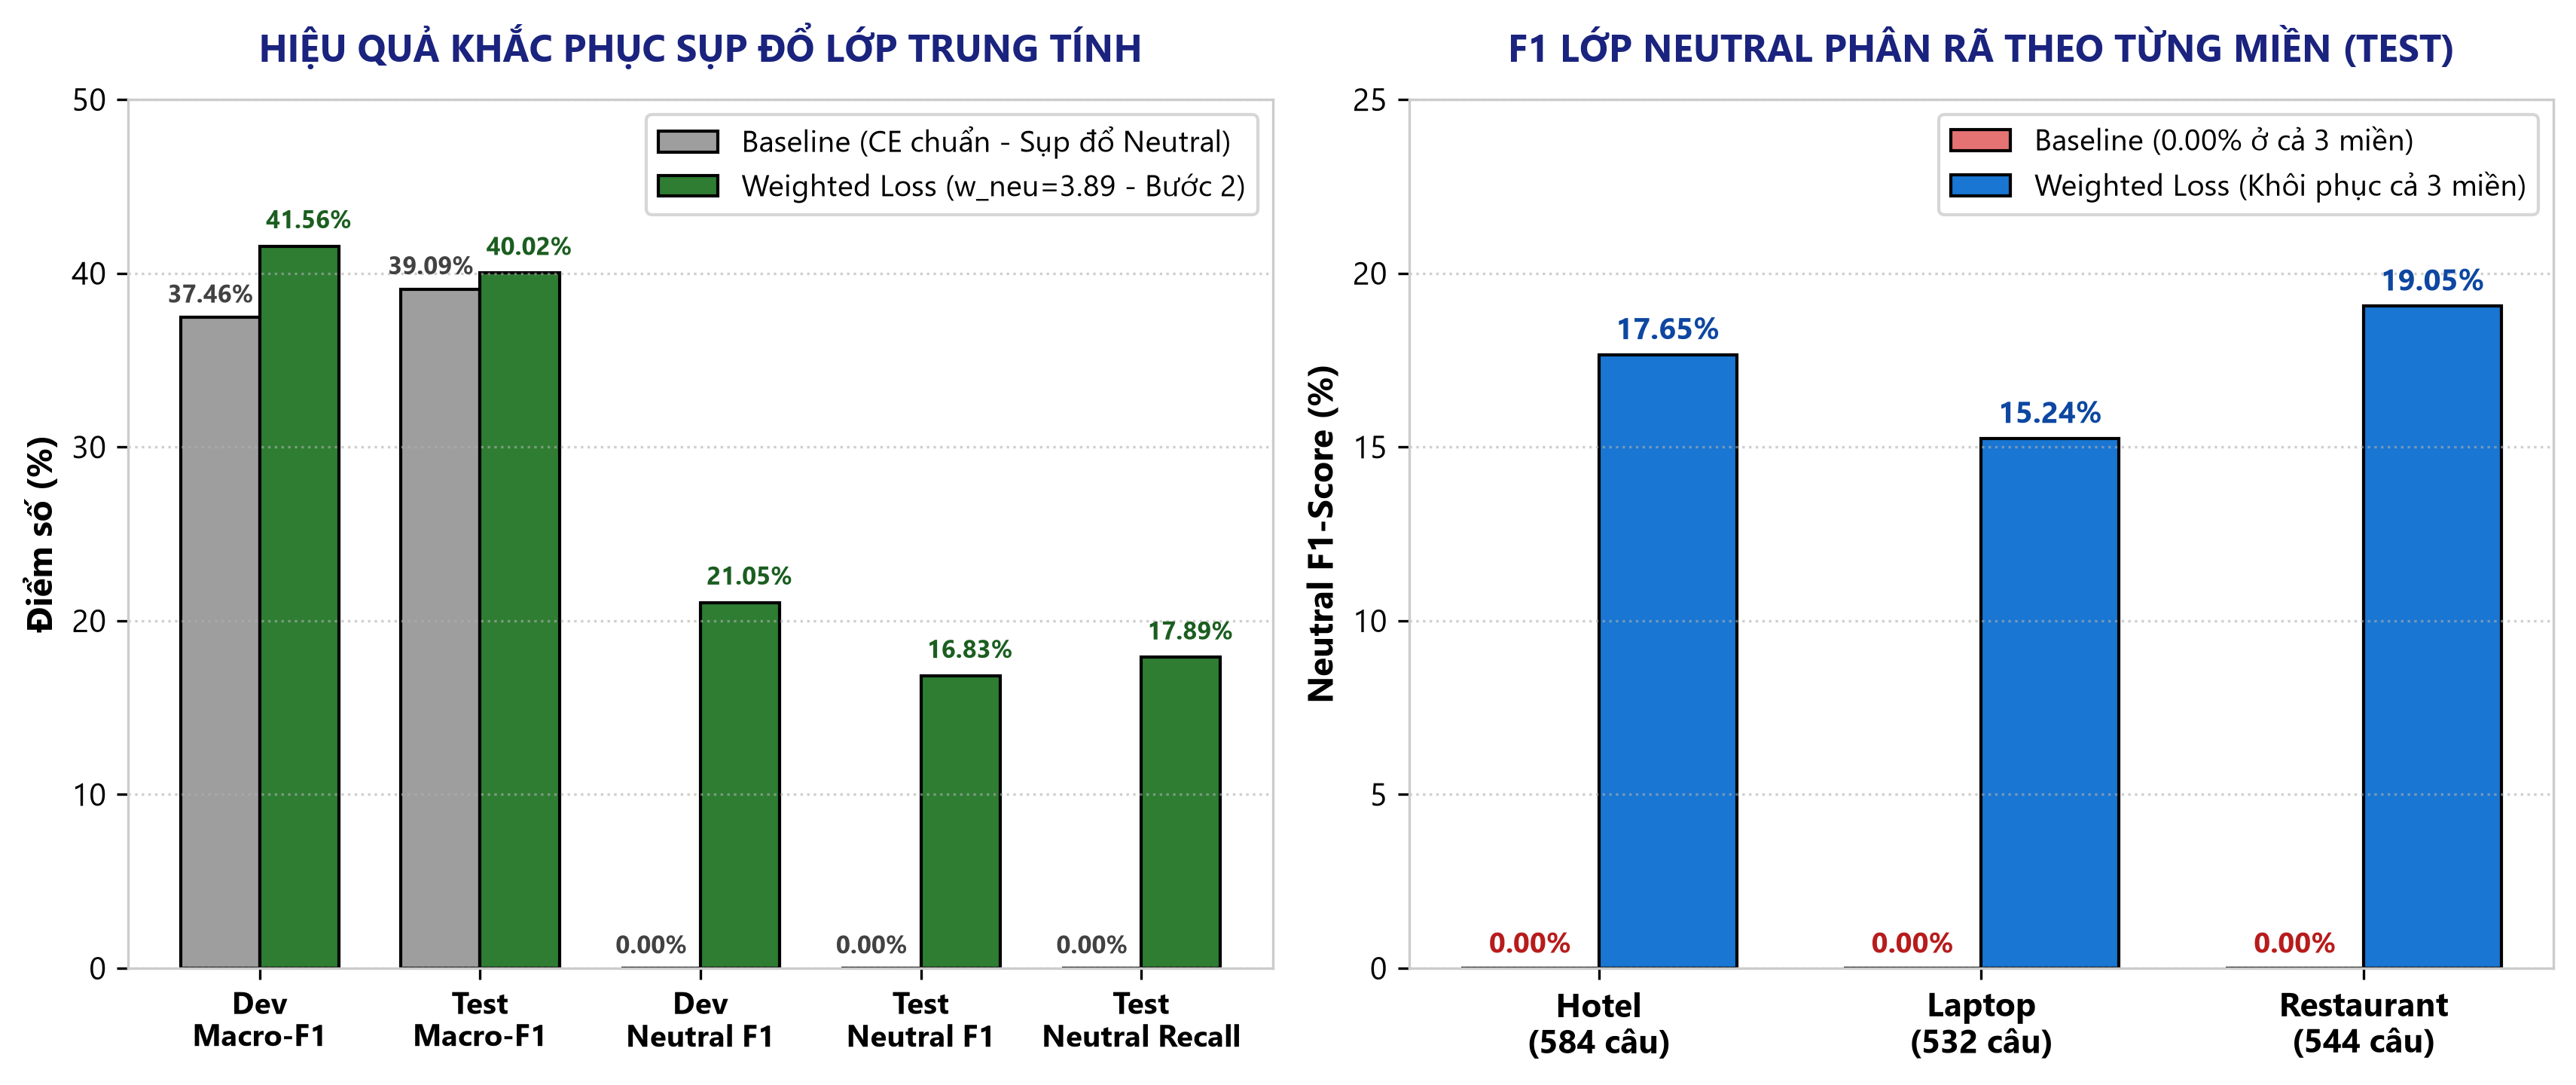 HIỆU QUẢ KHẮC PHỤC SỤP ĐỔ LỚP TRUNG TÍNH
Điểm số (%)
50
40
30
20
10
0
Baseline (CE chuẩn - Sụp đổ Neutral)
Weighted Loss (w_neu=3.89 - Bước 2)
37.46%
41.56%
39.09%
40.02%
0.00%
21.05%
0.00%
16.83%
0.00%
17.89%
Dev
Macro-F1
Test
Macro-F1
Dev
Neutral F1
Test
Neutral F1
Test
Neutral Recall
F1 LỚP NEUTRAL PHÂN RÃ THEO TỪNG MIỀN (TEST)
Neutral F1-Score (%)
25
20
15
10
5
0
Baseline (0.00% ở cả 3 miền)
Weighted Loss (Khôi phục cả 3 miền)
0.00%
17.65%
0.00%
15.24%
0.00%
19.05%
Hotel
(584 câu)
Laptop
(532 câu)
Restaurant
(544 câu)